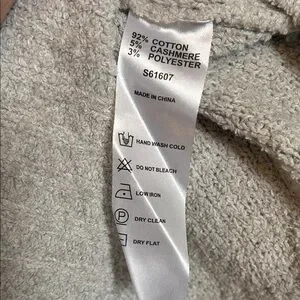 92% COTTON
5% CASHMERE
3% POLYESTER
S61607
MADE IN CHINA
HAND WASH COLD
DO NOT BLEACH
LOW IRON
P DRY CLEAN
DRY FLAT